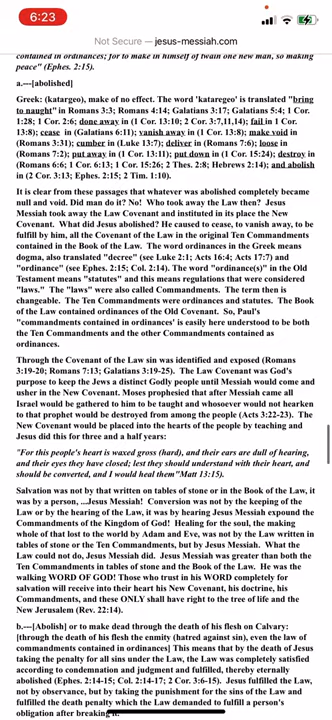 6:23
Not Secure — jesus-messiah.com
contained in ordinances; for to make in himself of twain one new man, so making
peace" (Ephes. 2:15).
a.---[abolished]
Greek: (katargeo), make of no effect. The word 'katargeo' is translated "bring
to naught" in Romans 3:3; Romans 4:14; Galatians 3:17; Galatians 5:4; 1 Cor.
1:28; 1 Cor. 2:6; done away in (1 Cor. 13:10; 2 Cor. 3:7,11,14); fail in 1 Cor.
13:8); cease in (Galatians 6:11); vanish away in (1 Cor. 13:8); make void in
(Romans 3:31); cumber in (Luke 13:7); deliver in (Romans 7:6); loose in
(Romans 7:2); put away in (1 Cor. 13:11); put down in (1 Cor. 15:24); destroy in
(Romans 6:6; 1 Cor. 6:13; 1 Cor. 15:26; 2 Thes. 2:8; Hebrews 2:14); and abolish
in (2 Cor. 3:13; Ephes. 2:15; 2 Tim. 1:10).
It is clear from these passages that whatever was abolished completely became
null and void. Did man do it? No! Who took away the Law then? Jesus
Messiah took away the Law Covenant and instituted in its place the New
Covenant. What did Jesus abolished? He caused to cease, to vanish away, to be
fulfill by him, all the Covenant of the Law in the original Ten Commandments
contained in the Book of the Law. The word ordinances in the Greek means
dogma, also translated "decree" (see Luke 2:1; Acts 16:4; Acts 17:7) and
"ordinance" (see Ephes. 2:15; Col. 2:14). The word "ordinance(s)" in the Old
Testament means "statutes" and this means regulations that were considered
"laws." The "laws" were also called Commandments. The term then is
changeable. The Ten Commandments were ordinances and statutes. The Book
of the Law contained ordinances of the Old Covenant. So, Paul's
"commandments contained in ordinances' is easily here understood to be both
the Ten Commandments and the other Commandments contained as
ordinances.
Through the Covenant of the Law sin was identified and exposed (Romans
3:19-20; Romans 7:13; Galatians 3:19-25). The Law Covenant was God's
purpose to keep the Jews a distinct Godly people until Messiah would come and
usher in the New Covenant. Moses prophesied that after Messiah came all
Israel would be gathered to him to be taught and whosoever would not hearken
to that prophet would be destroyed from among the people (Acts 3:22-23). The
New Covenant would be placed into the hearts of the people by teaching and
Jesus did this for three and a half years:
"For this people's heart is waxed gross (hard), and their ears are dull of hearing,
and their eyes they have closed; lest they should understand with their heart, and
should be converted, and I would heal them"Matt 13:15).
Salvation was not by that written on tables of stone or in the Book of the Law, it
was by a person, ...Jesus Messiah! Conversion was not by the keeping of the
Law or by the hearing of the Law, it was by hearing Jesus Messiah expound the
Commandments of the Kingdom of God! Healing for the soul, the making
whole of that lost to the world by Adam and Eve, was not by the Law written in
tables of stone or the Ten Commandments, but by Jesus Messiah. What the
Law could not do, Jesus Messiah did. Jesus Messiah was greater than both the
Ten Commandments in tables of stone and the Book of the Law. He was the
walking WORD OF GOD! Those who trust in his WORD completely for
salvation will receive into their heart his New Covenant, his doctrine, his
Commandments, and these ONLY shall have right to the tree of life and the
New Jerusalem (Rev. 22:14).
b.---[Abolish] or to make dead through the death of his flesh on Calvary:
[through the death of his flesh the enmity (hatred against sin), even the law of
commandments contained in ordinances] This means that by the death of Jesus
taking the penalty for all sins under the Law, the Law was completely satisfied
according to condemnation and judgment and fulfilled, thereby eternally
abolished (Ephes. 2:14-15; Col. 2:14-17; 2 Cor. 3:6-15). Jesus fulfilled the Law,
not by observance, but by taking the punishment for the sins of the Law and
fulfilled the death penalty which the Law demanded to fulfill a person's
obligation after breaking it.